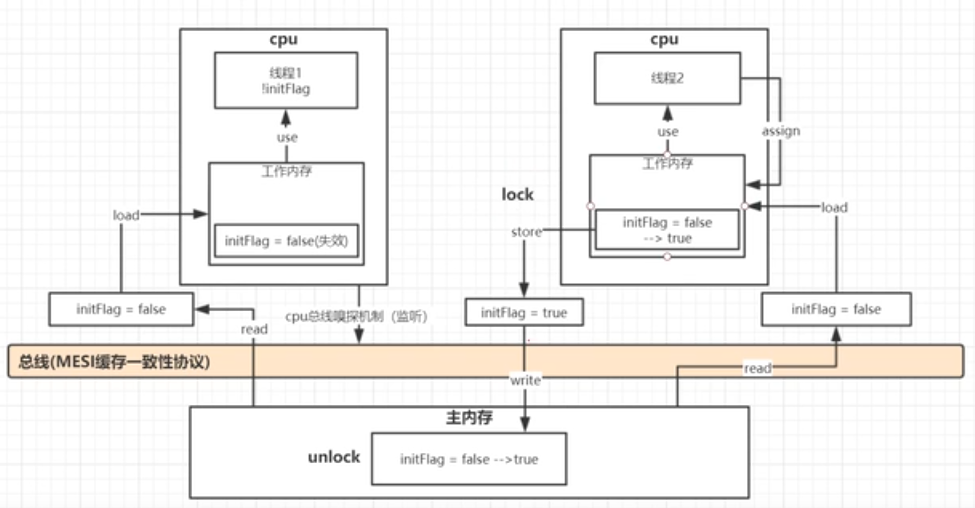 cpu
线程1
!initFlag
use
工作内存
load
initFlag = false(失效)
initFlag = false
read
cpu总线嗅探机制（监听）
cpu
线程2
use
assign
工作内存
lock
load
initFlag = false
--> true
store
initFlag = true
initFlag = false
总线(MESI缓存一致性协议)
write
read
主内存
unlock
initFlag = false -->true